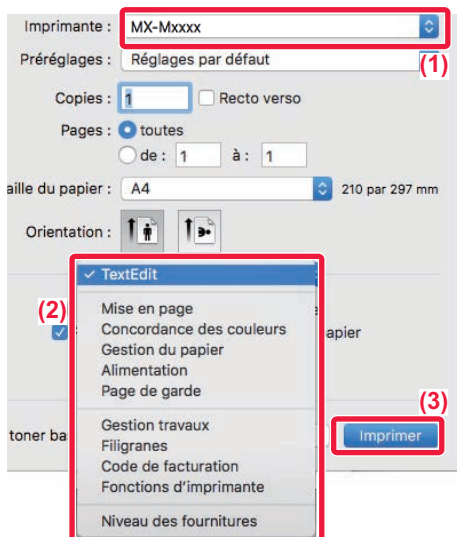 Imprimante : MX-Mxxxx
Préréglages : Réglages par défaut
(1)
Copies : 1 Recto verso
Pages : toutes
de : 1 à : 1
aille du papier : A4 210 par 297 mm
Orientation :
TextEdit
(2)
Mise en page
Concordance des couleurs
apier
Gestion du papier
Alimentation
Page de garde
(3)
Gestion travaux
toner ba
Imprimer
Filigranes
Code de facturation
Fonctions d'imprimante
Niveau des fournitures